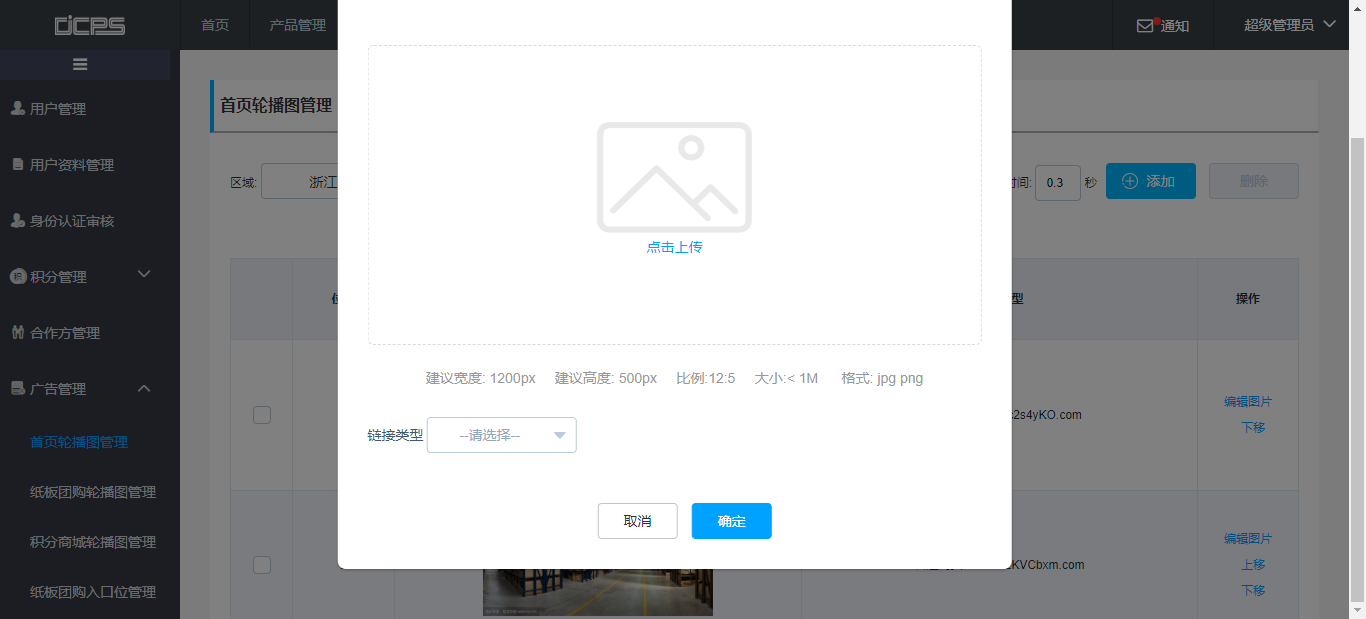 CJCPS
首页
产品管理
通知
超级管理员
用户管理
用户资料管理
身份认证审核
积分管理
合作方管理
广告管理
首页轮播图管理
纸板团购轮播图管理
积分商城轮播图管理
纸板团购入口位管理
首页轮播图管理
区域:
浙江
时间:
0.3
秒
添加
删除
型
操作
点击上传
建议宽度: 1200px 建议高度: 500px 比例:12:5 大小:< 1M 格式: jpg png
链接类型
--请选择--
取消
确定
2s4yKO.com
编辑图片
下移
KVCbxm.com
编辑图片
上移
下移